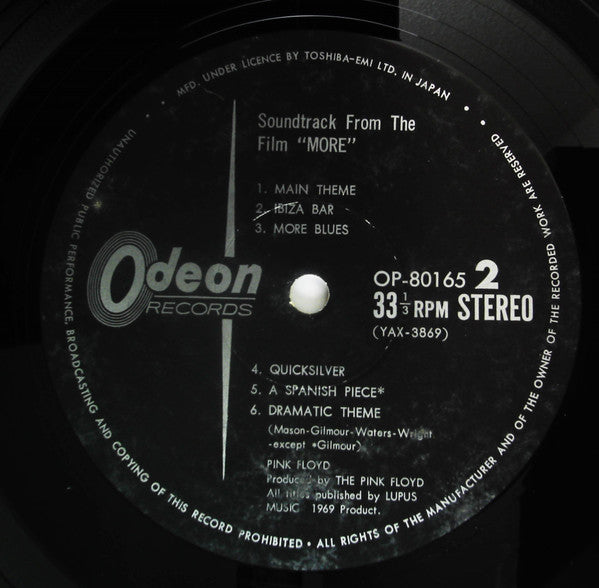 MFD. UNDER LICENCE BY TOSHIBA-EMI LTD. IN JAPAN
Soundtrack From The
Film "MORE"
1. MAIN THEME
2. IBIZA BAR
3. MORE BLUES
Odeon
RECORDS
OP-80165 2
33 1/3 RPM STEREO
(YAX-3869)
4. QUICKSILVER
5. A SPANISH PIECE*
6. DRAMATIC THEME
(Mason-Gilmour-Waters-Wright
-except *Gilmour)
PINK FLOYD
Produced by THE PINK FLOYD
All titles published by LUPUS
MUSIC 1969 Product.
UNAUTHORIZED PUBLIC PERFORMANCE, BROADCASTING AND COPYING OF THIS RECORD PROHIBITED • ALL RIGHTS OF THE MANUFACTURER AND OF THE OWNER OF THE RECORDED WORK ARE RESERVED